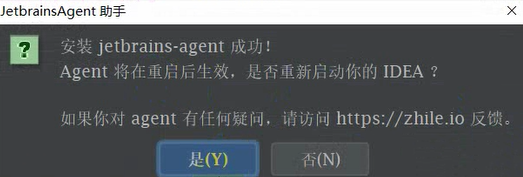 JetbrainsAgent 助手
安装 jetbrains-agent 成功！
Agent 将在重启后生效，是否重新启动你的 IDEA ？
如果你对 agent 有任何疑问，请访问 https://zhile.io 反馈。
是(Y) 否(N)